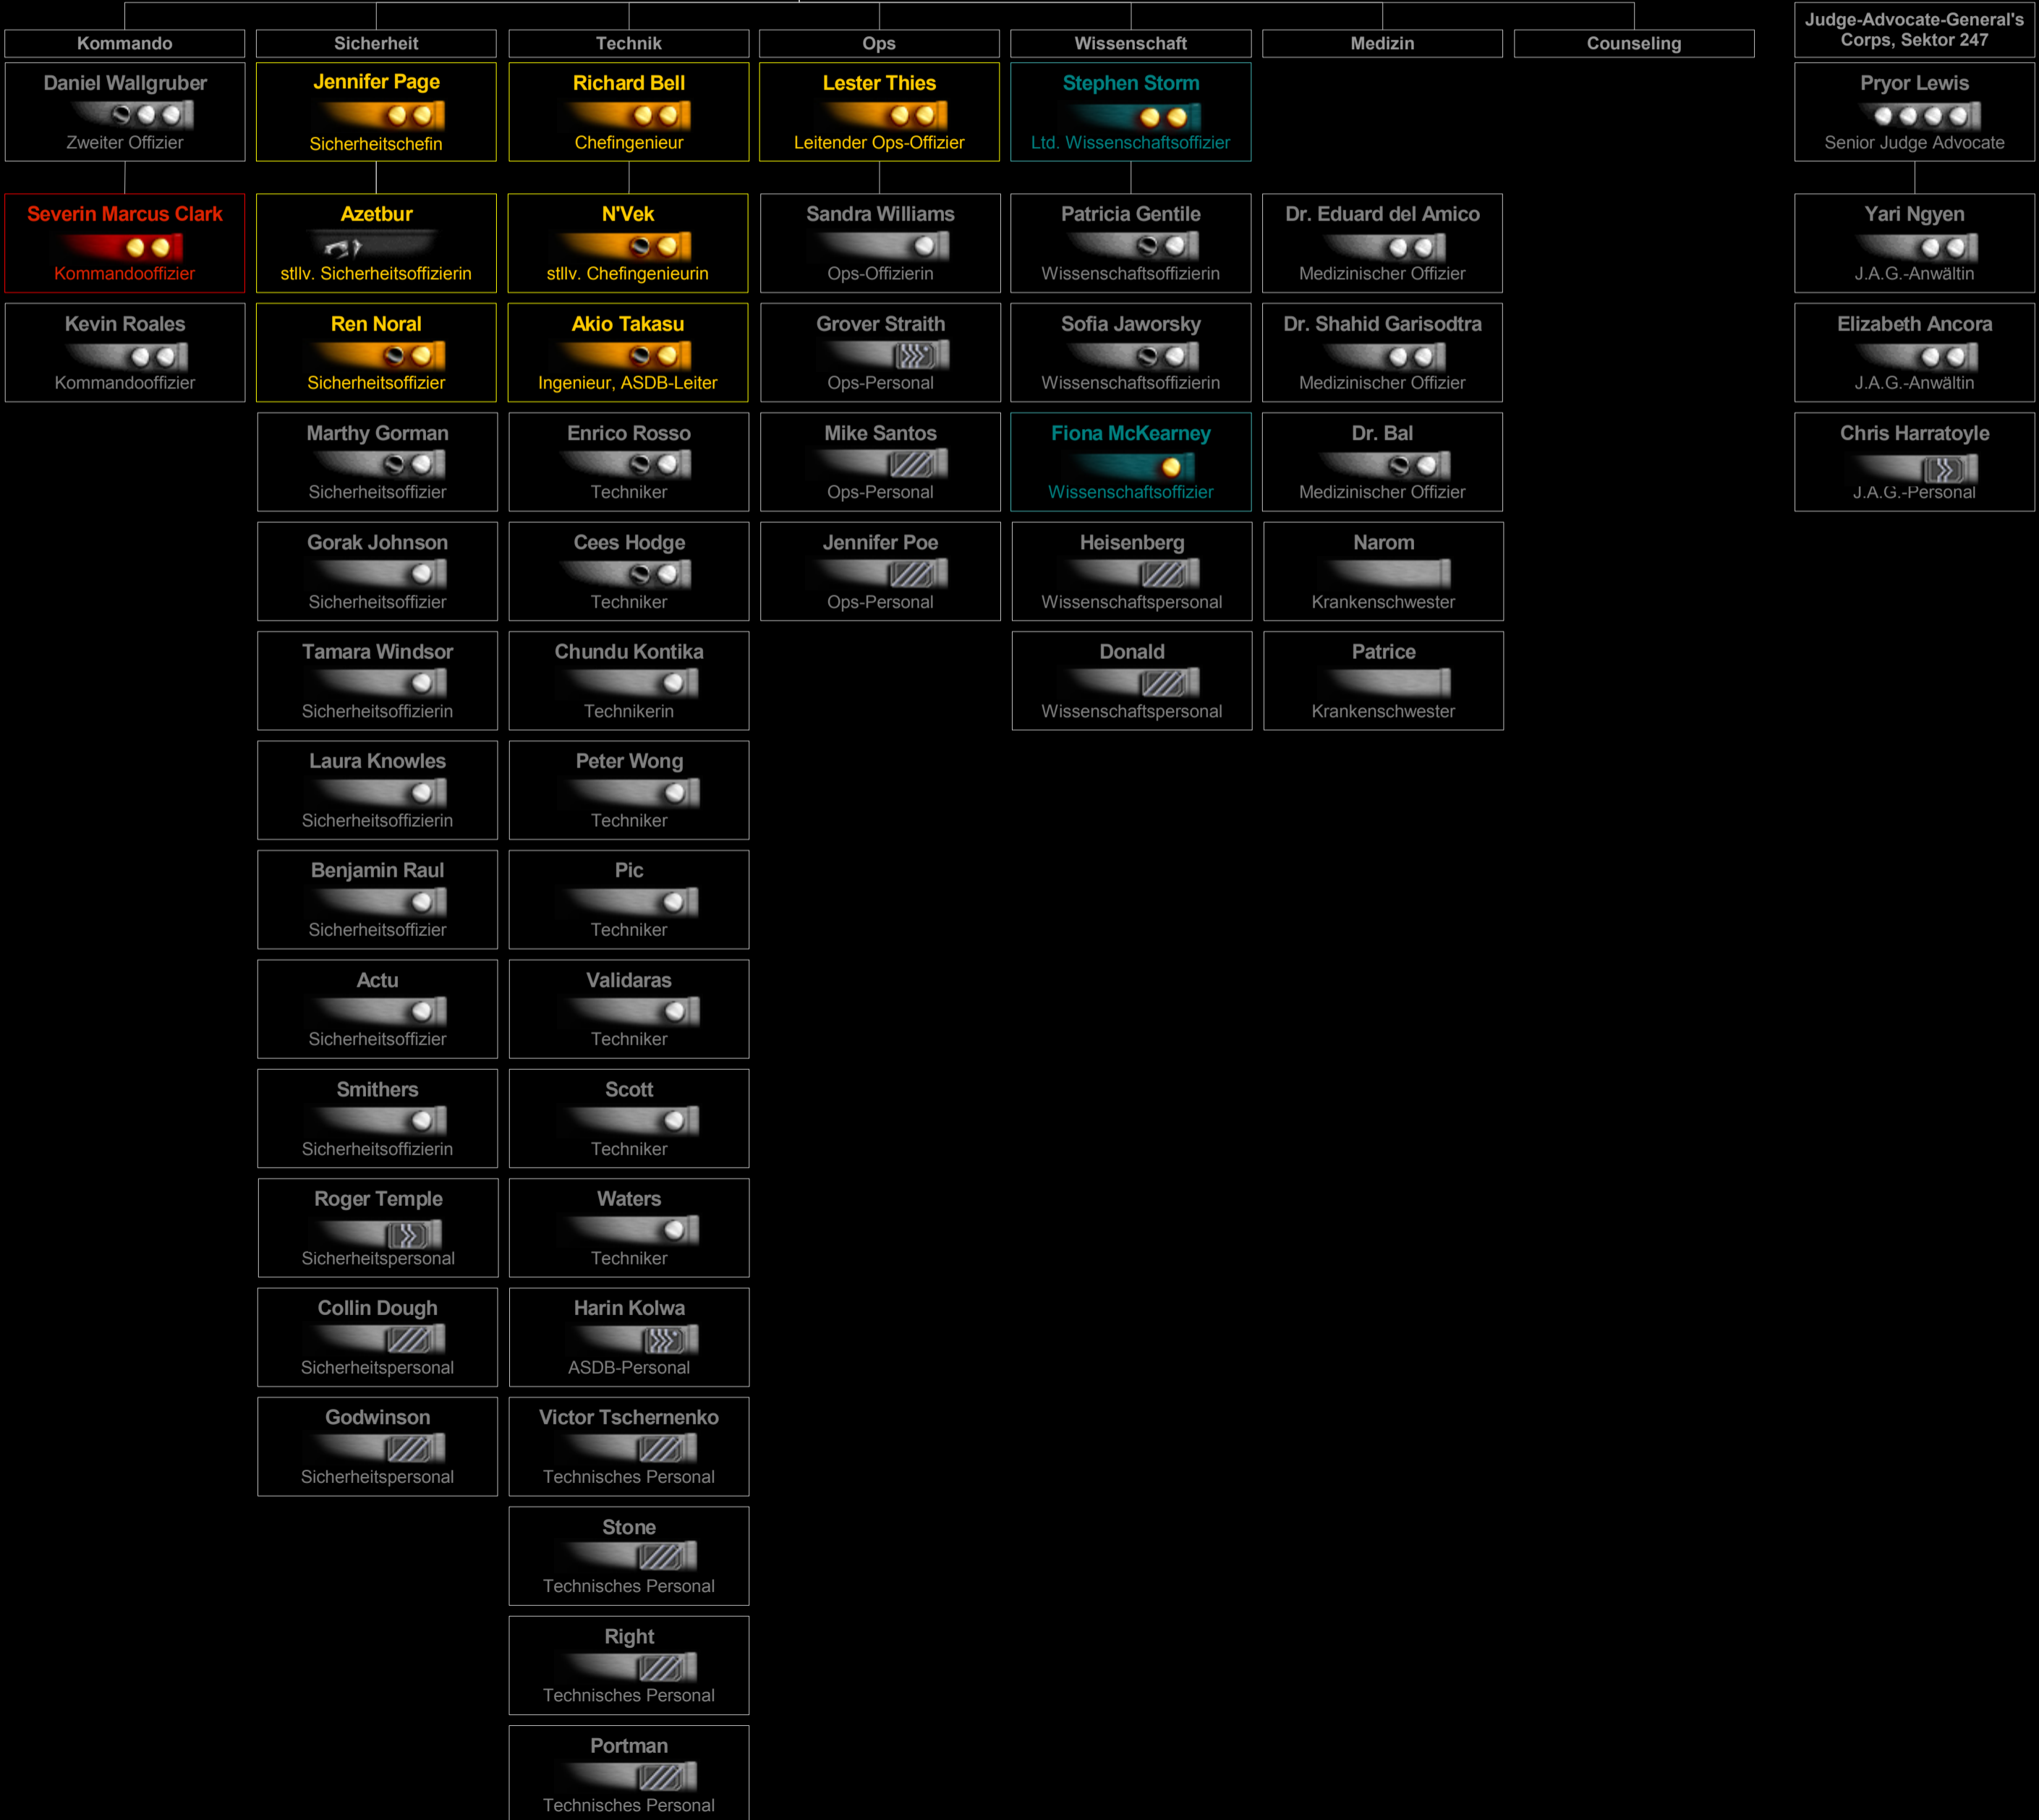 Kommando
Daniel Wallgruber
Zweiter Offizier
Severin Marcus Clark
Kommandooffizier
Kevin Roales
Kommandooffizier
Sicherheit
Jennifer Page
Sicherheitschefin
Azetbur
stllv. Sicherheitsoffizierin
Ren Noral
Sicherheitsoffizier
Marthy Gorman
Sicherheitsoffizier
Gorak Johnson
Sicherheitsoffizier
Tamara Windsor
Sicherheitsoffizierin
Laura Knowles
Sicherheitsoffizierin
Benjamin Raul
Sicherheitsoffizier
Actu
Sicherheitsoffizier
Smithers
Sicherheitsoffizierin
Roger Temple
Sicherheitspersonal
Collin Dough
Sicherheitspersonal
Godwinson
Sicherheitspersonal
Technik
Richard Bell
Chefingenieur
N'Vek
stllv. Chefingenieurin
Akio Takasu
Ingenieur, ASDB-Leiter
Enrico Rosso
Techniker
Cees Hodge
Techniker
Chundu Kontika
Technikerin
Peter Wong
Techniker
Pic
Techniker
Validaras
Techniker
Scott
Techniker
Waters
Techniker
Harin Kolwa
ASDB-Personal
Victor Tschernenko
Technisches Personal
Stone
Technisches Personal
Right
Technisches Personal
Portman
Technisches Personal
Ops
Lester Thies
Leitender Ops-Offizier
Sandra Williams
Ops-Offizierin
Grover Straith
Ops-Personal
Mike Santos
Ops-Personal
Jennifer Poe
Ops-Personal
Wissenschaft
Stephen Storm
Ltd. Wissenschaftsoffizier
Patricia Gentile
Wissenschaftsoffizierin
Sofia Jaworsky
Wissenschaftsoffizierin
Fiona McKearney
Wissenschaftsoffizier
Heisenberg
Wissenschaftspersonal
Donald
Wissenschaftspersonal
Medizin
Dr. Eduard del Amico
Medizinischer Offizier
Dr. Shahid Garisodtra
Medizinischer Offizier
Dr. Bal
Medizinischer Offizier
Narom
Krankenschwester
Patrice
Krankenschwester
Counseling
Judge-Advocate-General's
Corps, Sektor 247
Pryor Lewis
Senior Judge Advocate
Yari Ngyen
J.A.G.-Anwältin
Elizabeth Ancora
J.A.G.-Anwältin
Chris Harratoyle
J.A.G.-Personal